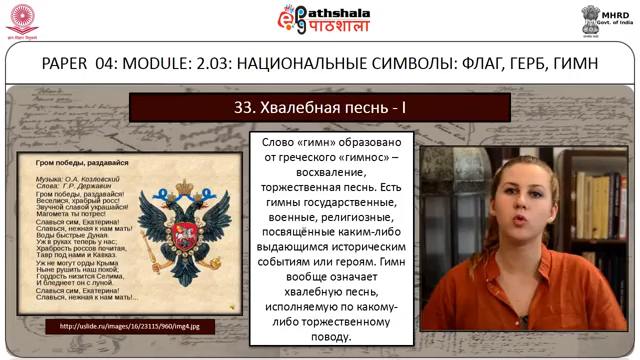 Pathshala
पाठशाला
MHRD
Govt. of India
PAPER 04: MODULE: 2.03: НАЦИОНАЛЬНЫЕ СИМВОЛЫ: ФЛАГ, ГЕРБ, ГИМН
33. Хвалебная песнь - I
Гром победы, раздавайся
Музыка: О.А. Козловский
Слова: Г.Р. Державин
Гром победы, раздавайся!
Веселися, храбрый росс!
Звучной славой украшайся!
Магомета ты потрес!
Славься сим, Екатерина!
Славься, нежная к нам мать!
Воды быстрые Дуная
Уж в руках теперь у нас;
Храбрость россов почитая,
Тавр под нами и Кавказ.
Уж не могут орды Крыма
Ныне рушить наш покой;
Гордость низится Селима,
И бледнеет он с луной.
Славься сим, Екатерина!
Славься, нежная к нам мать!...
http://uslide.ru/images/16/23115/960/img4.jpg
Слово «гимн» образовано
от греческого «гимнос» –
восхваление,
торжественная песнь. Есть
гимны государственные,
военные, религиозные,
посвящённые каким-либо
выдающимся историческим
событиям или героям. Гимн
вообще означает
хвалебную песнь,
исполняемую по какому-
либо торжественному
поводу.